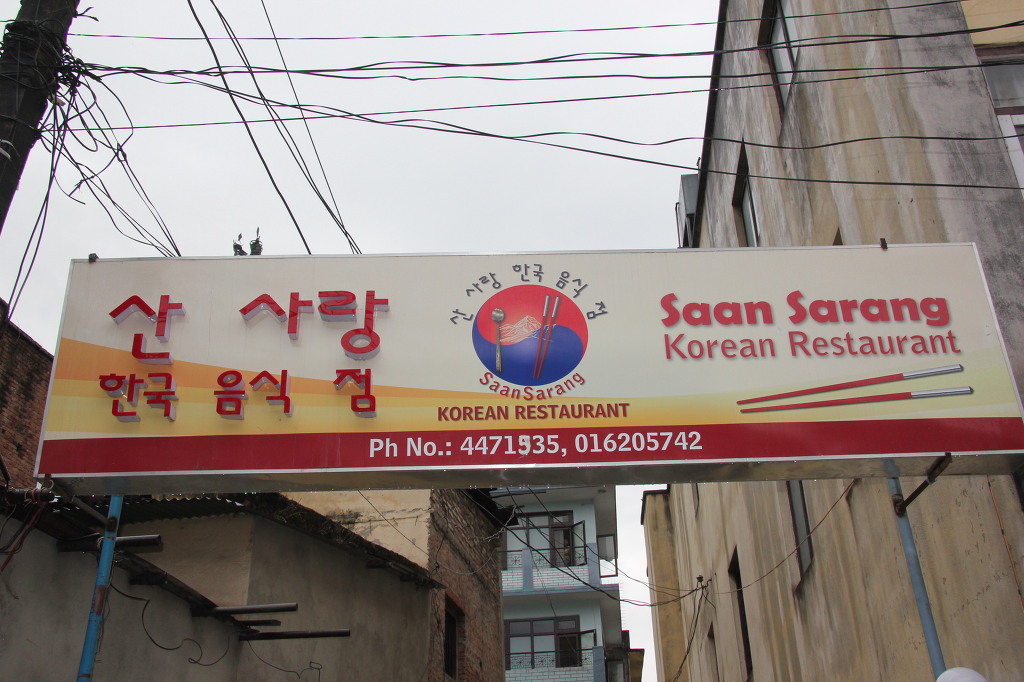 산 사랑
한국 음식 점
산 사랑 한국 음식 점
SaanSarang
KOREAN RESTAURANT
Saan Sarang
Korean Restaurant
Ph No.: 4471535, 016205742